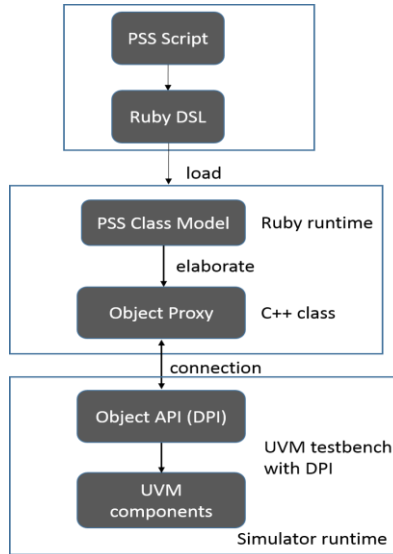 PSS Script
Ruby DSL
load
PSS Class Model
Ruby runtime
elaborate
Object Proxy
C++ class
connection
Object API (DPI)
UVM testbench
with DPI
UVM
components
Simulator runtime